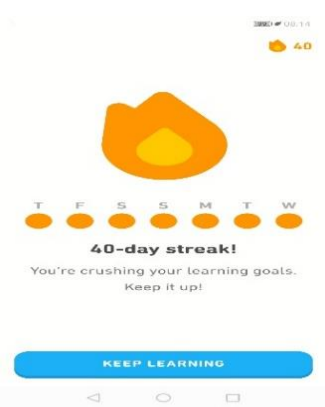 08:14
40
T F S S M T W
40-day streak!
You're crushing your learning goals.
Keep it up!
KEEP LEARNING